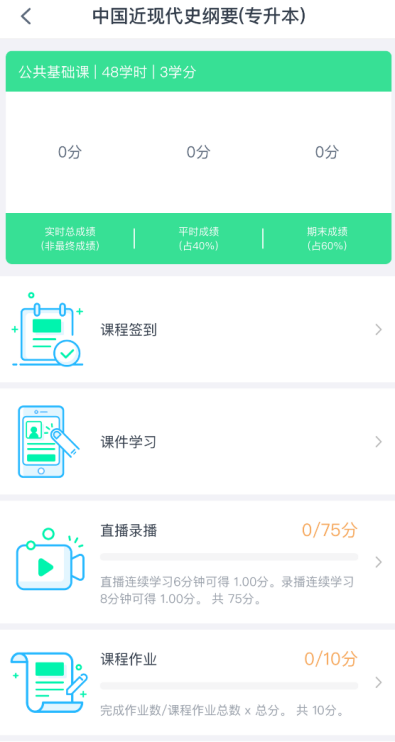 中国近现代史纲要(专升本)
公共基础课 | 48学时 | 3学分
0分
0分
0分
实时总成绩
(非最终成绩)
平时成绩
(占40%)
期末成绩
(占60%)
课程签到
课件学习
直播录播
0/75分
直播连续学习6分钟可得 1.00分。录播连续学习
8分钟可得 1.00分。 共 75分。
课程作业
0/10分
完成作业数/课程作业总数 x 总分。 共 10分。